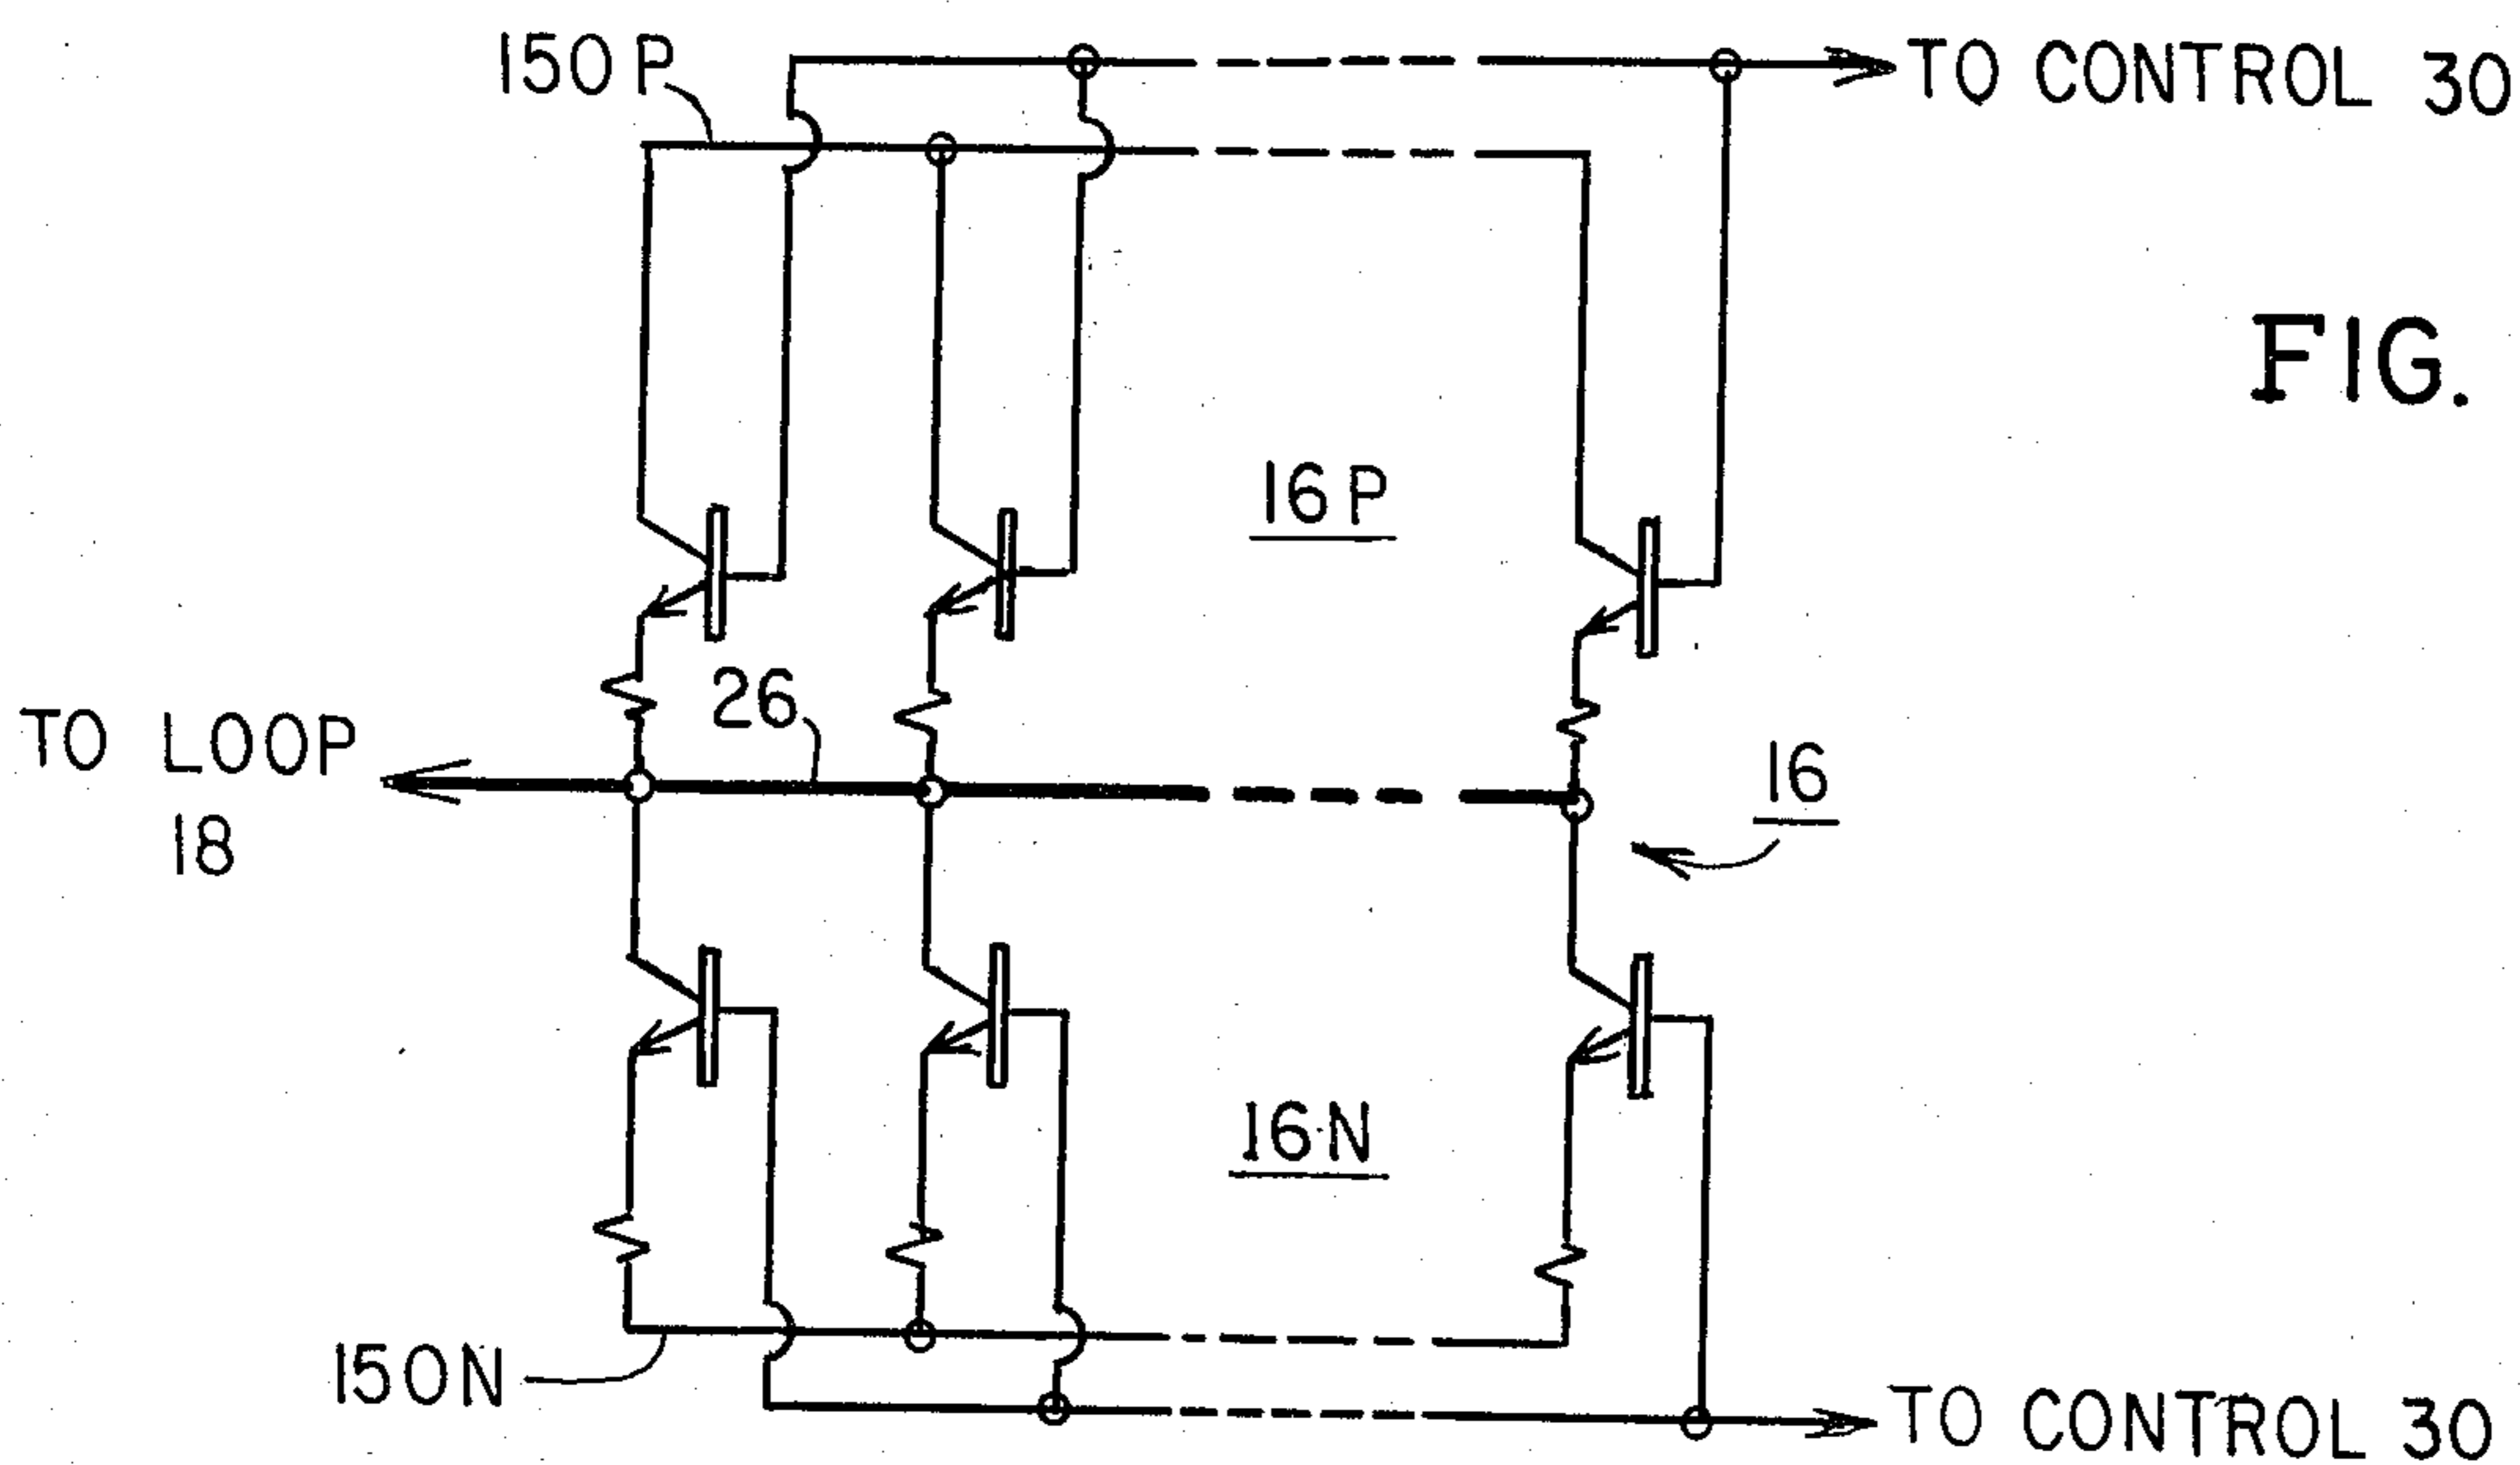 150P
TO CONTROL 30
FIG.
16P
26
TO LOOP
18
16
16N
150N
TO CONTROL 30